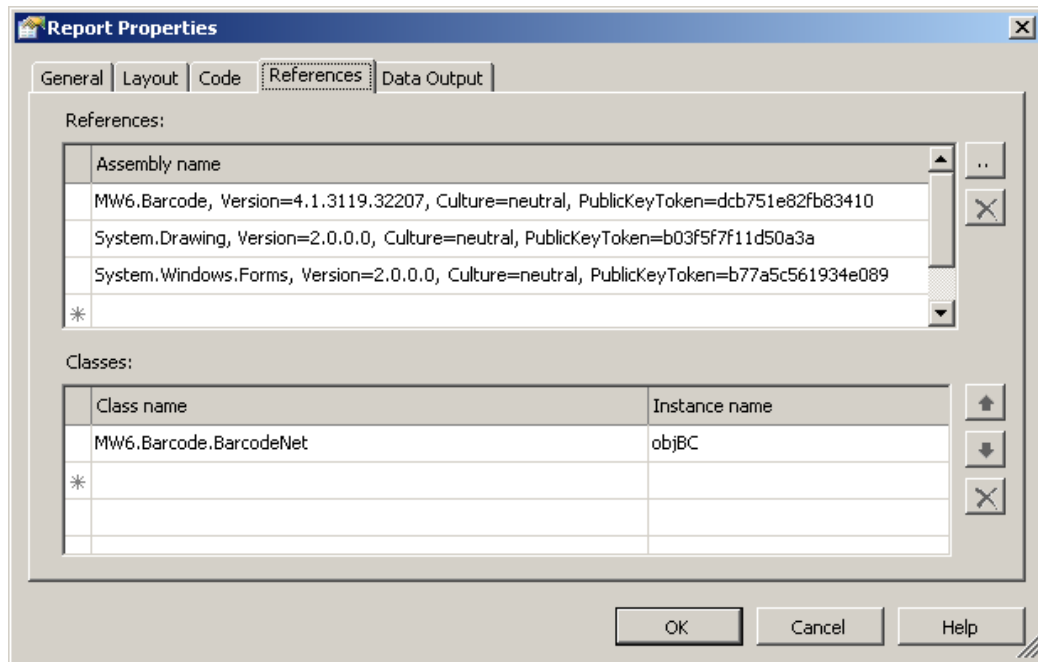 Report Properties
General Layout Code References Data Output
References:
Assembly name
..
MW6.Barcode, Version=4.1.3119.32207, Culture=neutral, PublicKeyToken=dcb751e82fb83410
System.Drawing, Version=2.0.0.0, Culture=neutral, PublicKeyToken=b03f5f7f11d50a3a
System.Windows.Forms, Version=2.0.0.0, Culture=neutral, PublicKeyToken=b77a5c561934e089
Classes:
Class name Instance name
MW6.Barcode.BarcodeNet objBC
OK Cancel Help